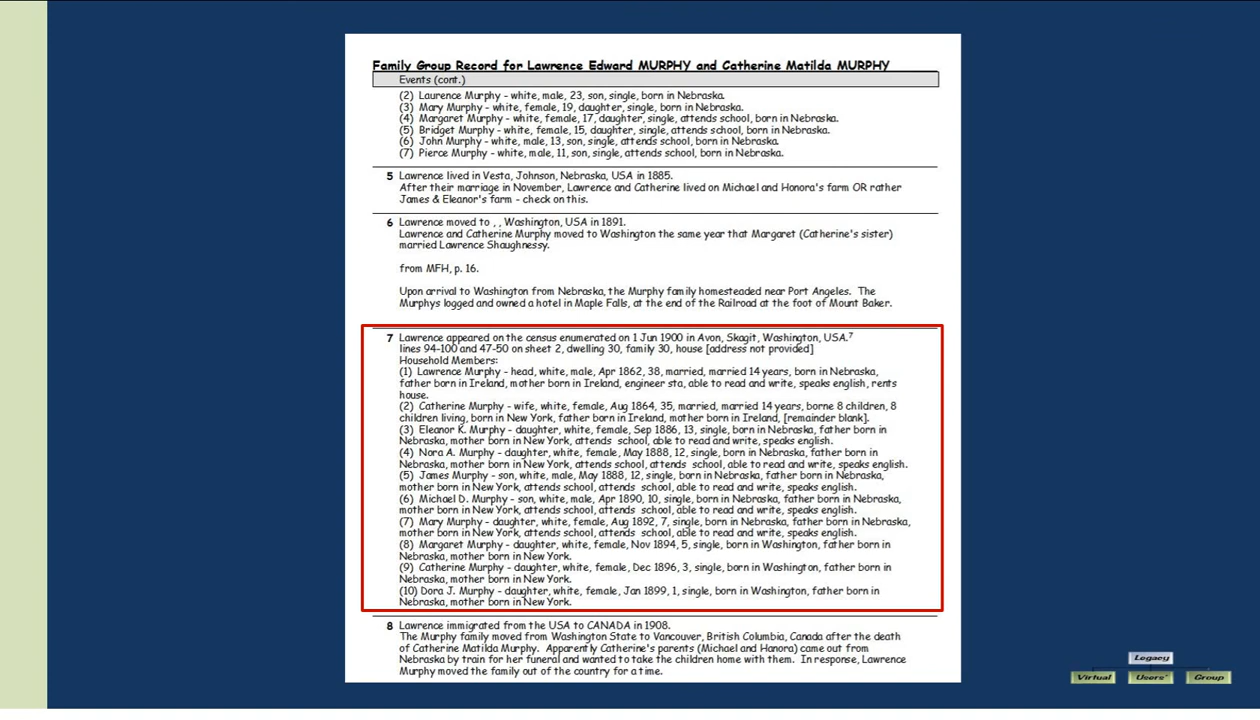 Family Group Record for Lawrence Edward MURPHY and Catherine Matilda MURPHY
Events (cont.)
(2) Laurence Murphy - white, male, 23, son, single, born in Nebraska.
(3) Mary Murphy - white, female, 19, daughter, single, born in Nebraska.
(4) Margaret Murphy - white, female, 17, daughter, single, attends school, born in Nebraska.
(5) Bridget Murphy - white, female, 15, daughter, single, attends school, born in Nebraska.
(6) John Murphy - white, male, 13, son, single, attends school, born in Nebraska.
(7) Pierce Murphy - white, male, 11, son, single, attends school, born in Nebraska.
5 Lawrence lived in Vesta, Johnson, Nebraska, USA in 1885.
After their marriage in November, Lawrence and Catherine lived on Michael and Honora's farm OR rather
James & Eleanor's farm - check on this.
6 Lawrence moved to , , Washington, USA in 1891.
Lawrence and Catherine Murphy moved to Washington the same year that Margaret (Catherine's sister)
married Lawrence Shaughnessy.
from MFH, p. 16.
Upon arrival to Washington from Nebraska, the Murphy family homesteaded near Port Angeles. The
Murphys logged and owned a hotel in Maple Falls, at the end of the Railroad at the foot of Mount Baker.
7 Lawrence appeared on the census enumerated on 1 Jun 1900 in Avon, Skagit, Washington, USA.7
lines 94-100 and 47-50 on sheet 2, dwelling 30, family 30, house [address not provided]
Household Members:
(1) Lawrence Murphy - head, white, male, Apr 1862, 38, married, married 14 years, born in Nebraska,
father born in Ireland, mother born in Ireland, engineer sta, able to read and write, speaks english, rents
house.
(2) Catherine Murphy - wife, white, female, Aug 1864, 35, married, married 14 years, borne 8 children, 8
children living, born in New York, father born in Ireland, mother born in Ireland, [remainder blank].
(3) Eleanor K. Murphy - daughter, white, female, Sep 1886, 13, single, born in Nebraska, father born in
Nebraska, mother born in New York, attends school, able to read and write, speaks english.
(4) Nora A. Murphy - daughter, white, female, May 1888, 12, single, born in Nebraska, father born in
Nebraska, mother born in New York, attends school, attends school, able to read and write, speaks english.
(5) James Murphy - son, white, male, May 1888, 12, single, born in Nebraska, father born in Nebraska,
mother born in New York, attends school, attends school, able to read and write, speaks english.
(6) Michael D. Murphy - son, white, male, Apr 1890, 10, single, born in Nebraska, father born in Nebraska,
mother born in New York, attends school, attends school, able to read and write, speaks english.
(7) Mary Murphy - daughter, white, female, Aug 1892, 7, single, born in Nebraska, father born in Nebraska,
mother born in New York, attends school, attends school, able to read and write, speaks english.
(8) Margaret Murphy - daughter, white, female, Nov 1894, 5, single, born in Washington, father born in
Nebraska, mother born in New York.
(9) Catherine Murphy - daughter, white, female, Dec 1896, 3, single, born in Washington, father born in
Nebraska, mother born in New York.
(10) Dora J. Murphy - daughter, white, female, Jan 1899, 1, single, born in Washington, father born in
Nebraska, mother born in New York.
8 Lawrence immigrated from the USA to CANADA in 1908.
The Murphy family moved from Washington State to Vancouver, British Columbia, Canada after the death
of Catherine Matilda Murphy. Apparently Catherine's parents (Michael and Hanora) came out from
Nebraska by train for her funeral and wanted to take the children home with them. In response, Lawrence
Murphy moved the family out of the country for a time.
Legacy
Virtual Users' Group